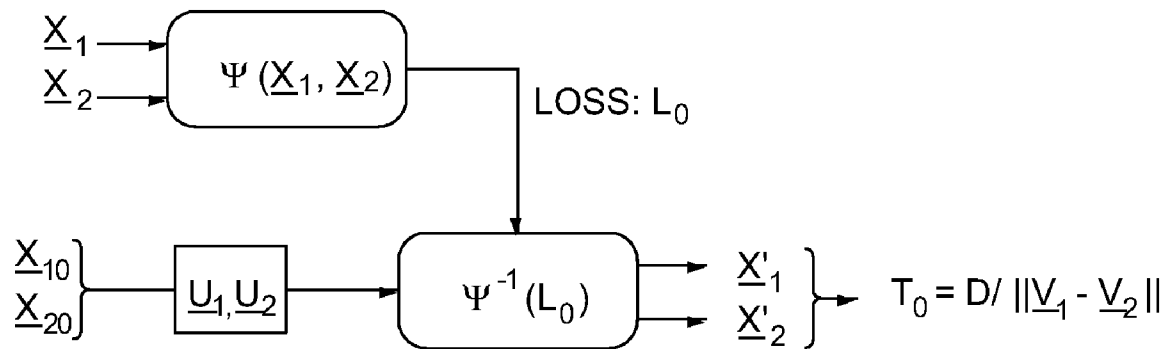 X₁
X₂
Ψ (X₁, X₂)
LOSS: L₀
X₁₀
X₂₀
U₁,U₂
Ψ⁻¹ (L₀)
X'₁
X'₂
T₀ = D/ ||V₁ - V₂ ||